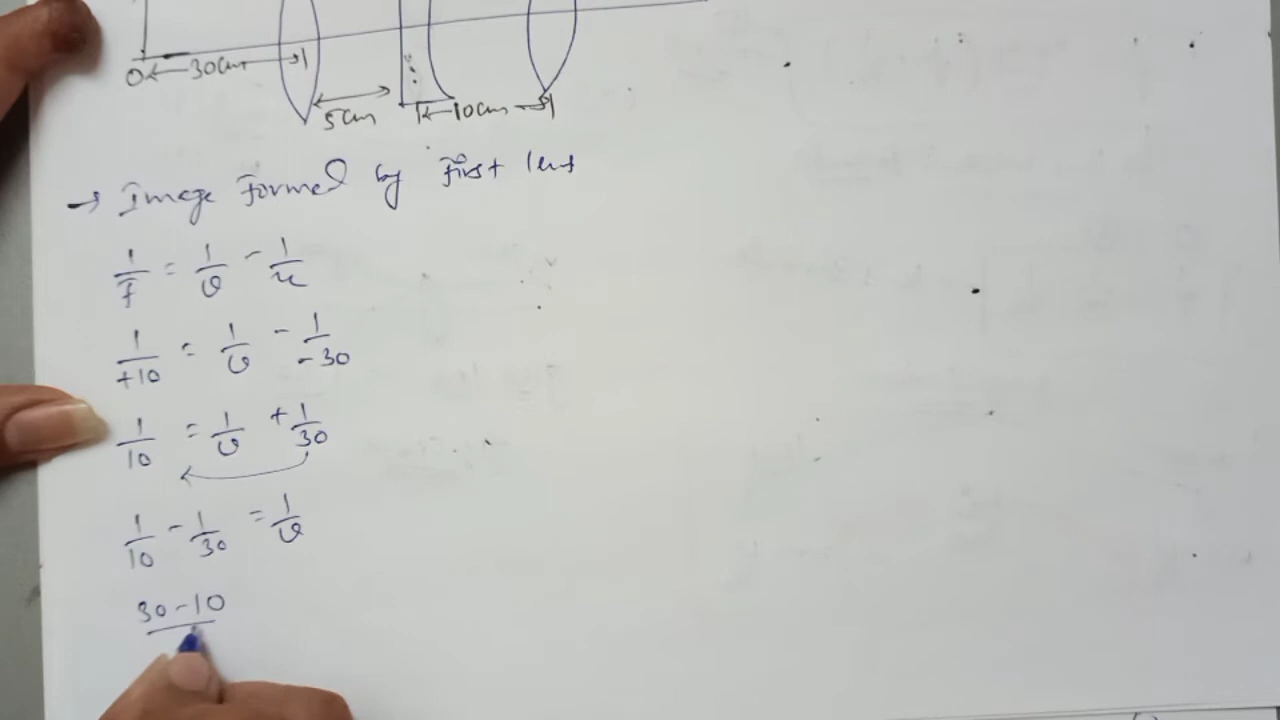 O 30cm
5cm
10cm
→ Image Formed by First lens
1/f = 1/v - 1/u
1/+10 = 1/v - 1/-30
1/10 = 1/v + 1/30
1/10 - 1/30 = 1/v
30-10